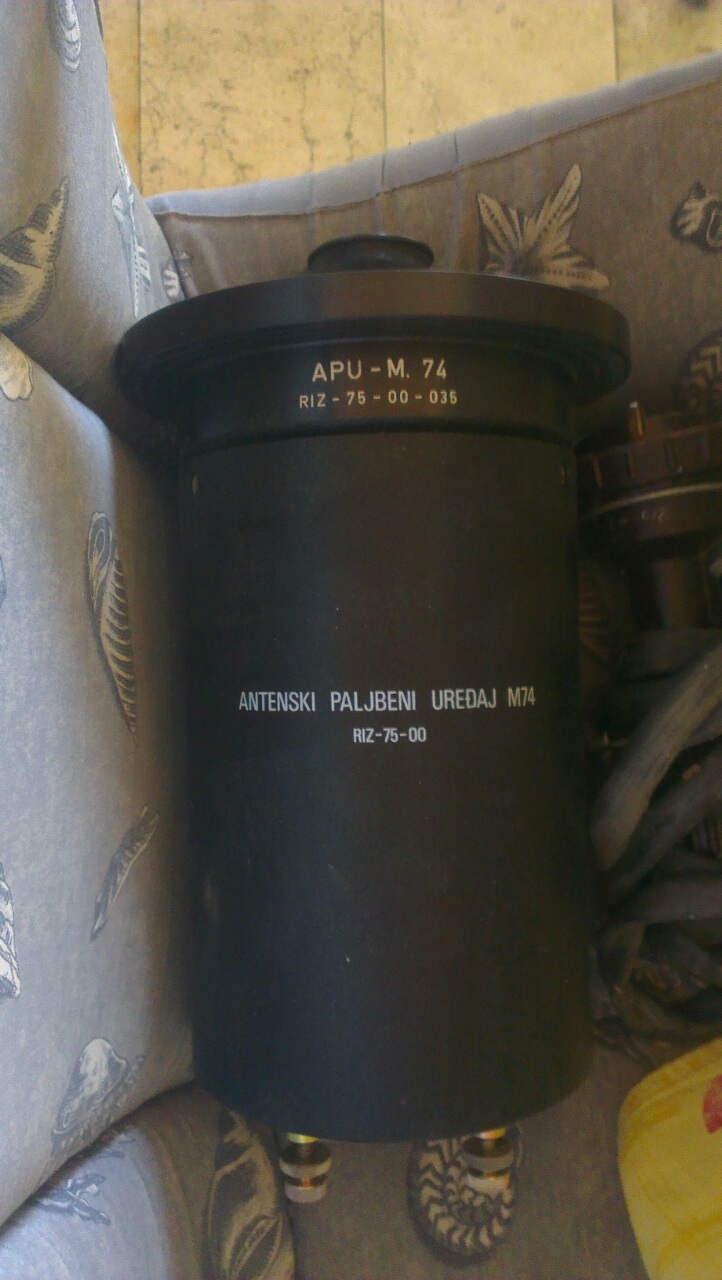 APU - M. 74
RIZ - 75 - 00 - 035
ANTENSKI PALJBENI UREĐAJ M74
RIZ-75-00